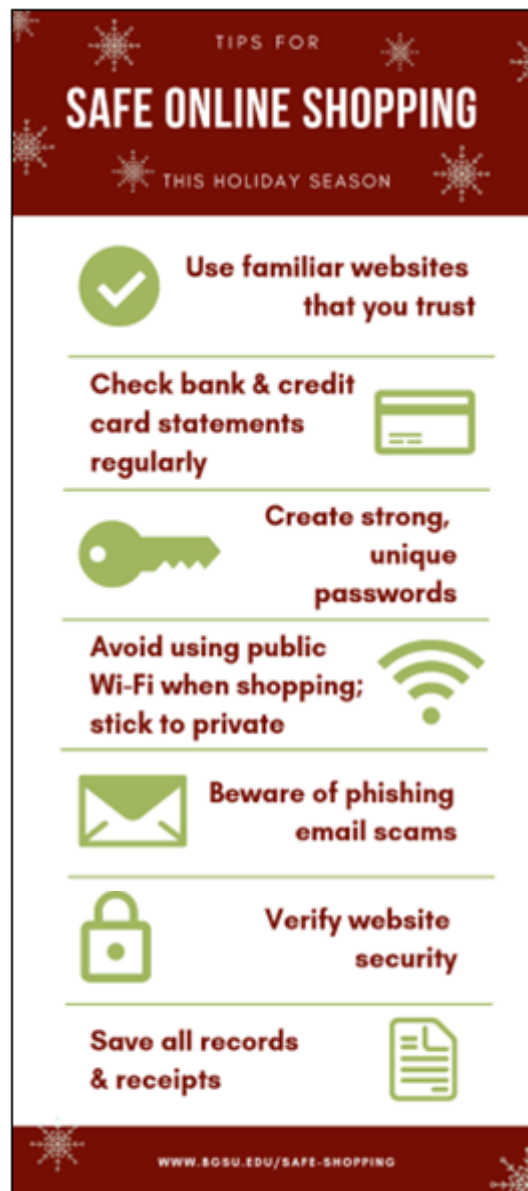 TIPS FOR
SAFE ONLINE SHOPPING
THIS HOLIDAY SEASON
Use familiar websites
that you trust
Check bank & credit
card statements
regularly
Create strong,
unique
passwords
Avoid using public
Wi-Fi when shopping;
stick to private
Beware of phishing
email scams
Verify website
security
Save all records
& receipts
WWW.BGSU.EDU/SAFE-SHOPPING